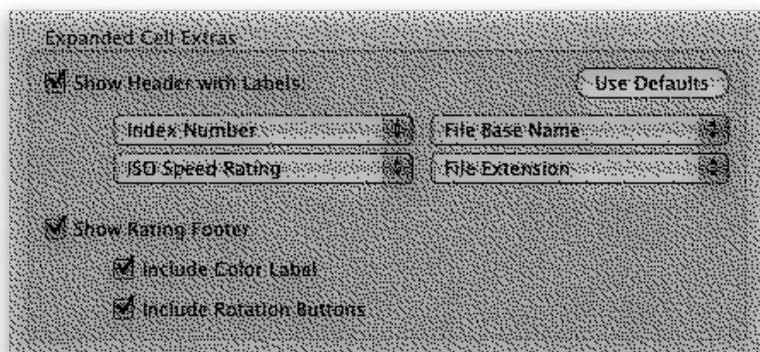 Expanded Cell Extras
Show Header with Labels:
Use Defaults
Index Number
File Base Name
ISO Speed Rating
File Extension
Show Rating Footer
Include Color Label
Include Rotation Buttons